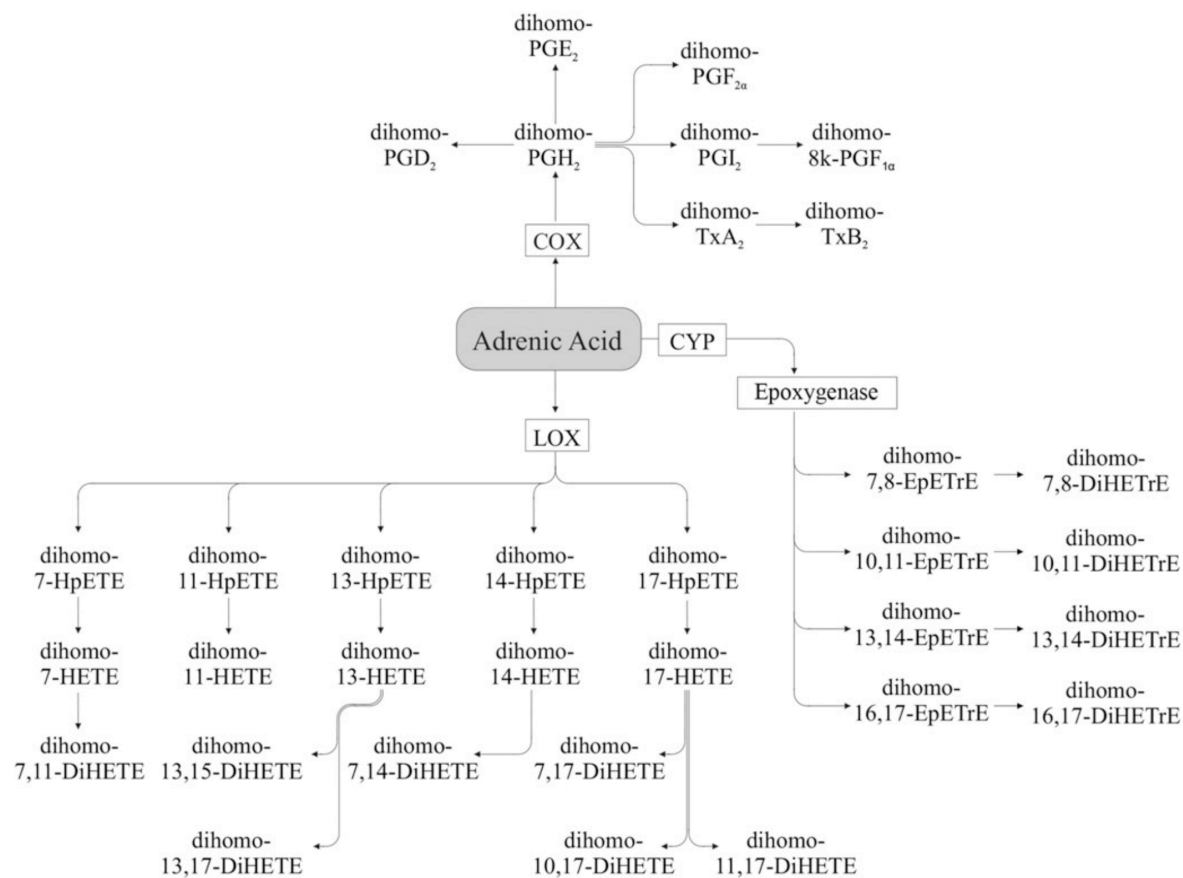 dihomo-
PGE₂
dihomo-
PGF₂α
dihomo-
PGD₂
dihomo-
PGH₂
dihomo-
PGI₂
dihomo-
8k-PGF₁α
dihomo-
TxA₂
dihomo-
TxB₂
COX
Adrenic Acid
CYP
Epoxygenase
LOX
dihomo-
7,8-EpETrE
dihomo-
7,8-DiHETrE
dihomo-
10,11-EpETrE
dihomo-
10,11-DiHETrE
dihomo-
13,14-EpETrE
dihomo-
13,14-DiHETrE
dihomo-
16,17-EpETrE
dihomo-
16,17-DiHETrE
dihomo-
7-HpETE
dihomo-
11-HpETE
dihomo-
13-HpETE
dihomo-
14-HpETE
dihomo-
17-HpETE
dihomo-
7-HETE
dihomo-
11-HETE
dihomo-
13-HETE
dihomo-
14-HETE
dihomo-
17-HETE
dihomo-
7,11-DiHETE
dihomo-
13,15-DiHETE
dihomo-
7,14-DiHETE
dihomo-
7,17-DiHETE
dihomo-
13,17-DiHETE
dihomo-
10,17-DiHETE
dihomo-
11,17-DiHETE